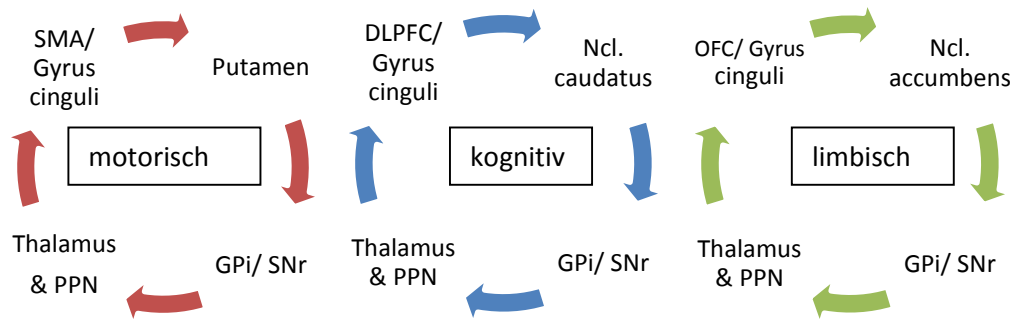 SMA/
Gyrus
cinguli
Putamen
motorisch
Thalamus
& PPN
GPi/ SNr
DLPFC/
Gyrus
cinguli
Ncl.
caudatus
kognitiv
Thalamus
& PPN
GPi/ SNr
OFC/ Gyrus
cinguli
Ncl.
accumbens
limbisch
Thalamus
& PPN
GPi/ SNr